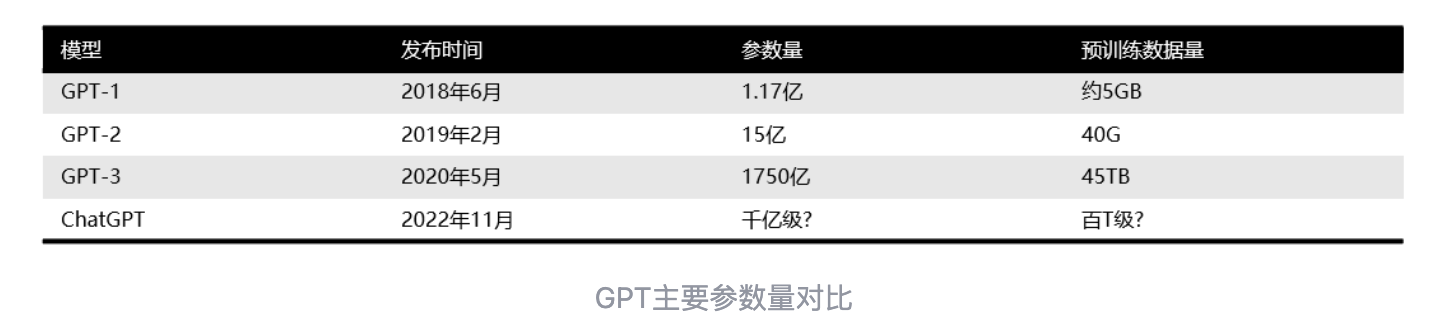 模型 发布时间 参数量 预训练数据量
GPT-1 2018年6月 1.17亿 约5GB
GPT-2 2019年2月 15亿 40G
GPT-3 2020年5月 1750亿 45TB
ChatGPT 2022年11月 千亿级? 百T级?
GPT主要参数量对比